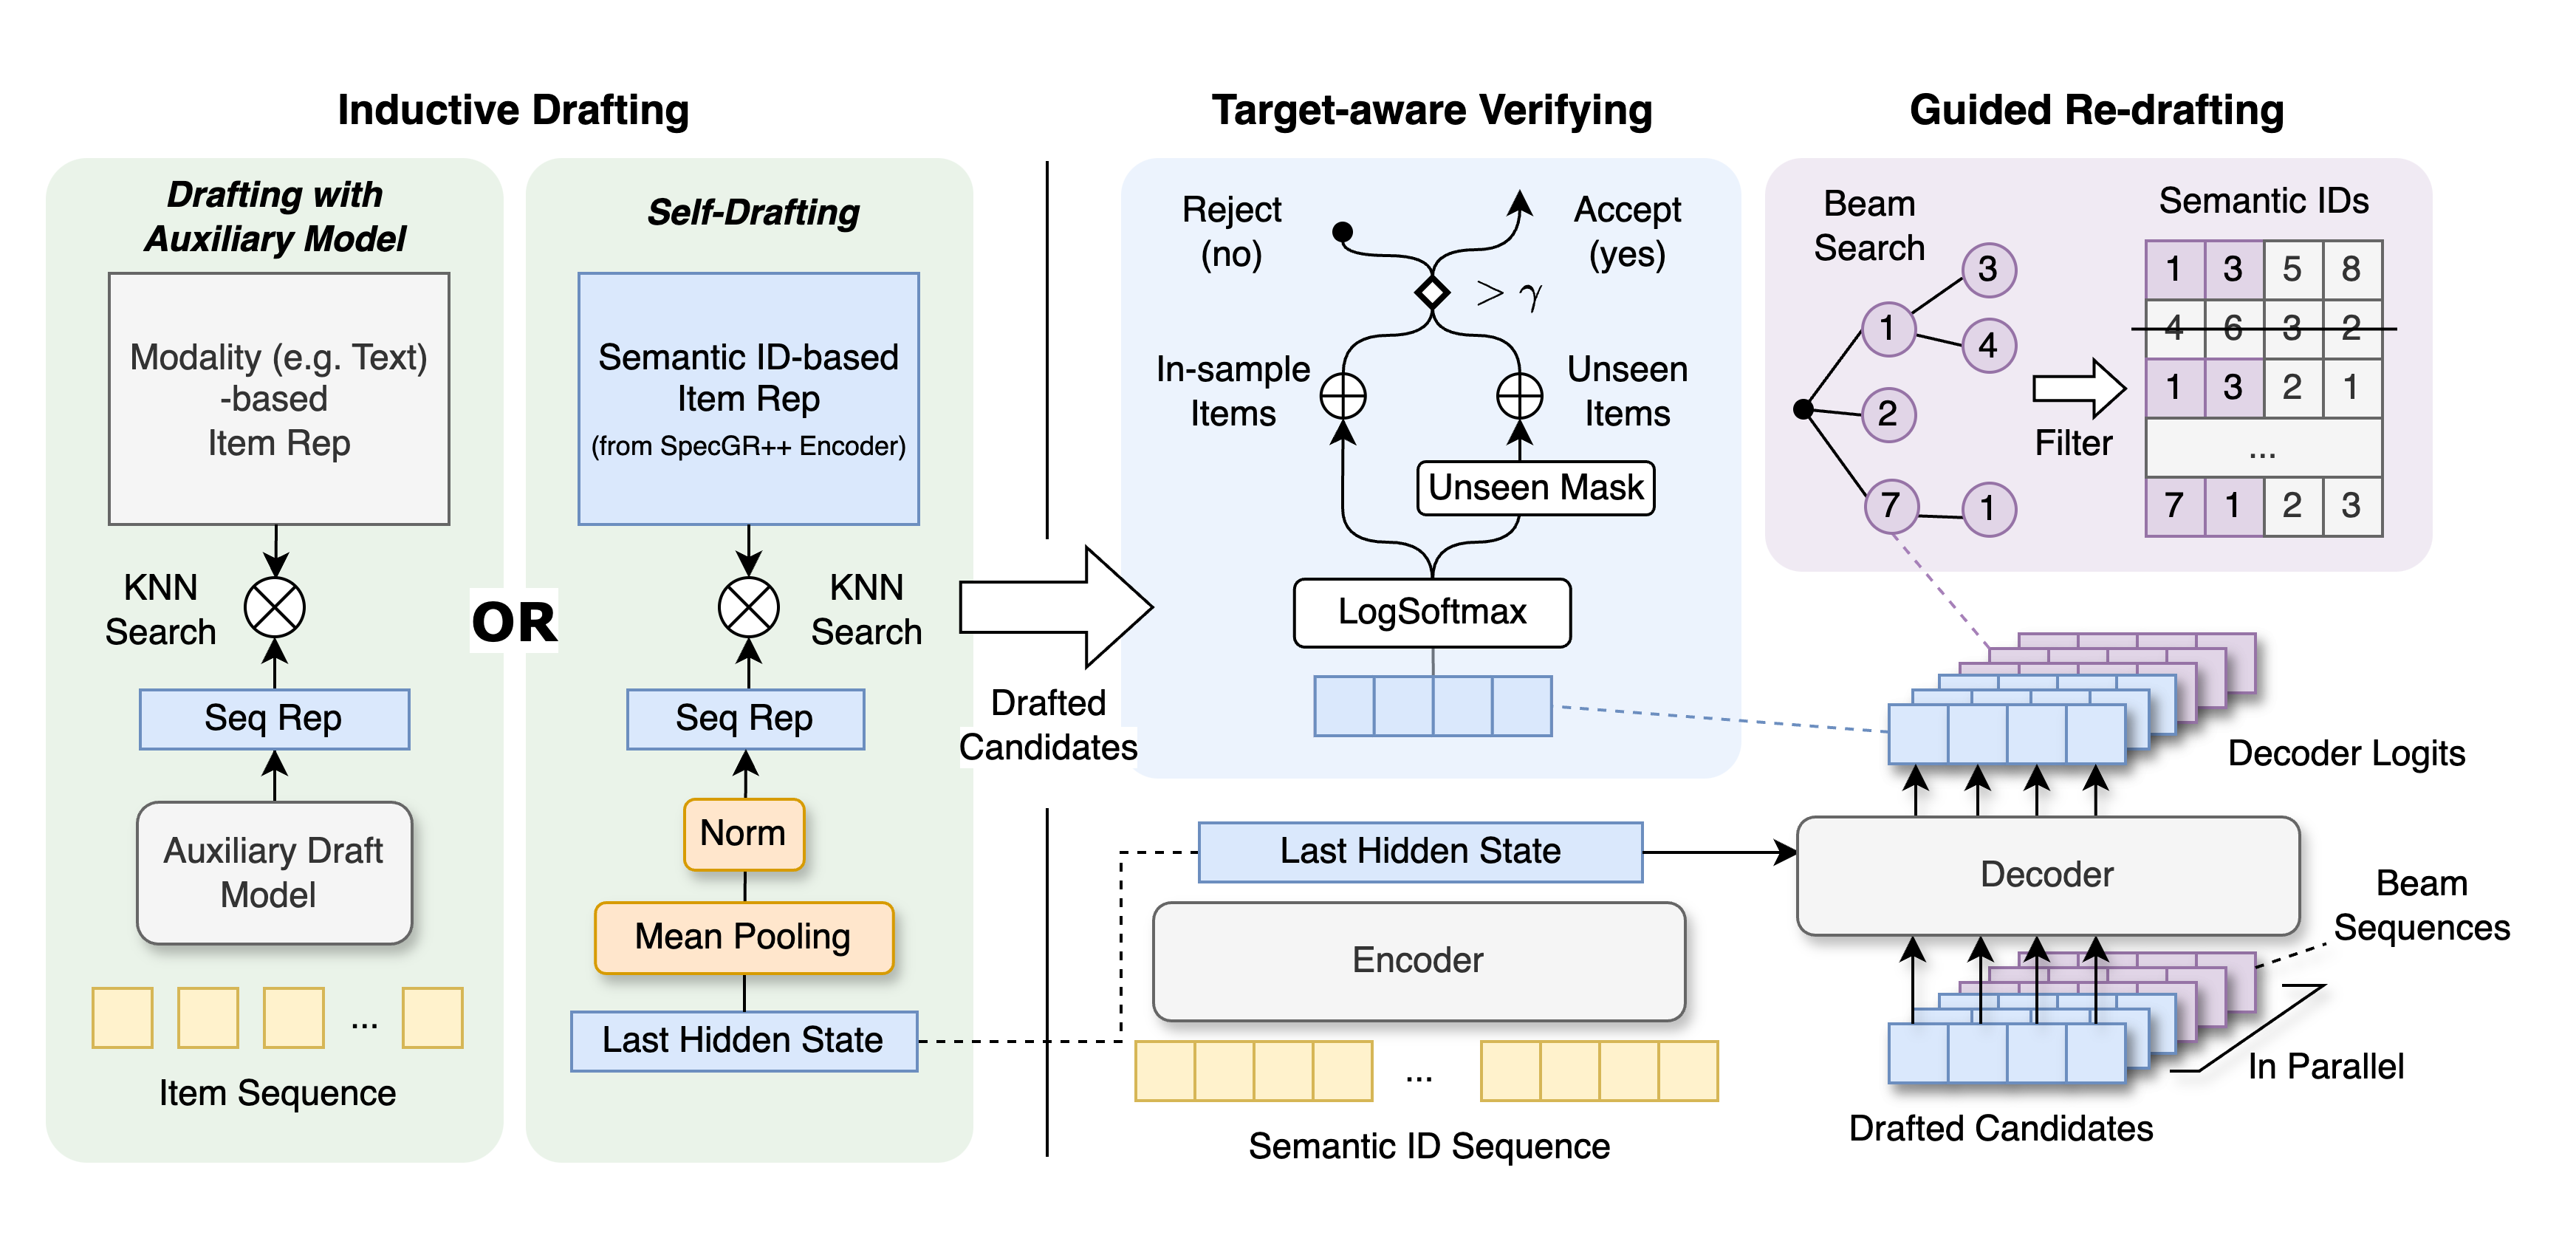 Inductive Drafting
Drafting with
Auxiliary Model
Modality (e.g. Text)
-based
Item Rep
KNN
Search
Seq Rep
Auxiliary Draft
Model
...
Item Sequence
OR
Self-Drafting
Semantic ID-based
Item Rep
(from SpecGR++ Encoder)
KNN
Search
Seq Rep
Norm
Mean Pooling
Last Hidden State
Drafted
Candidates
Target-aware Verifying
Reject
(no)
Accept
(yes)
> γ
In-sample
Items
Unseen
Items
Unseen Mask
LogSoftmax
Last Hidden State
Encoder
...
Semantic ID Sequence
Guided Re-drafting
Beam
Search
3
1
4
2
7
1
Filter
Semantic IDs
1 3 5 8
4 6 3 2
1 3 2 1
...
7 1 2 3
Decoder Logits
Decoder
Beam
Sequences
In Parallel
Drafted Candidates